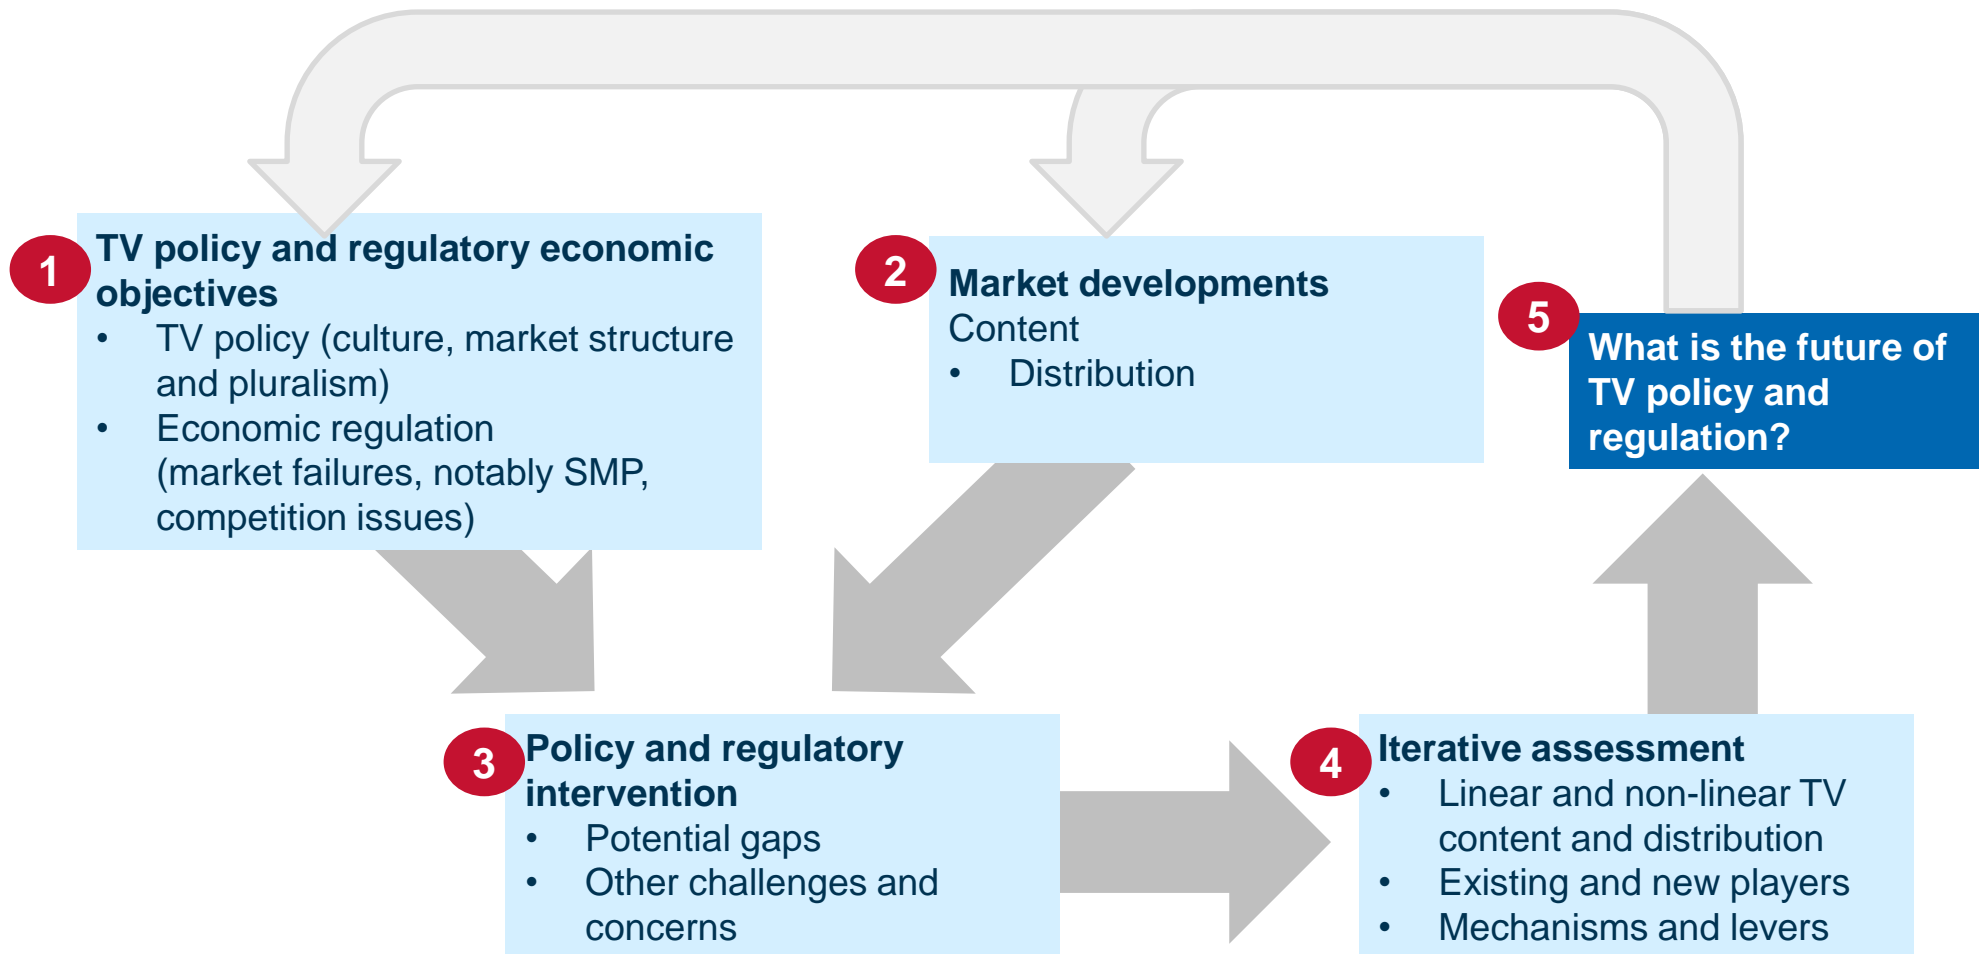 1
TV policy and regulatory economic
objectives
• TV policy (culture, market structure
and pluralism)
• Economic regulation
(market failures, notably SMP,
competition issues)
2
Market developments
Content
• Distribution
5
What is the future of
TV policy and
regulation?
3
Policy and regulatory
intervention
• Potential gaps
• Other challenges and
concerns
4
Iterative assessment
• Linear and non-linear TV
content and distribution
• Existing and new players
• Mechanisms and levers